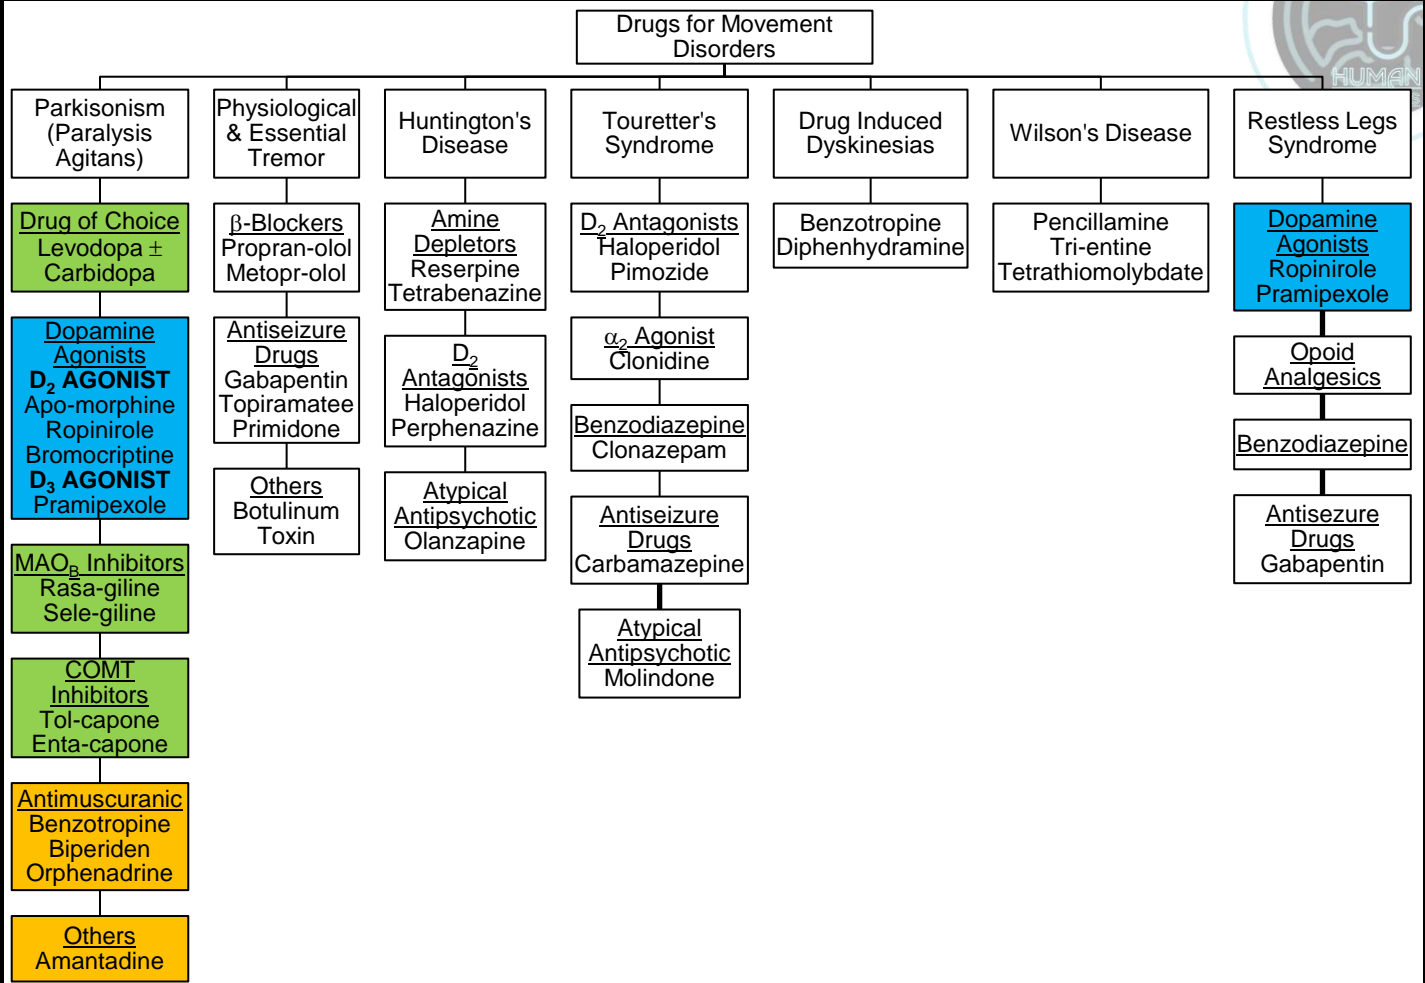 Drugs for Movement
Disorders
Parkisonism
(Paralysis
Agitans)
Drug of Choice
Levodopa ±
Carbidopa
Dopamine
Agonists
D₂ AGONIST
Apo-morphine
Ropinirole
Bromocriptine
D₃ AGONIST
Pramipexole
MAO_B Inhibitors
Rasa-giline
Sele-giline
COMT
Inhibitors
Tol-capone
Enta-capone
Antimuscuranic
Benzotropine
Biperiden
Orphenadrine
Others
Amantadine
Physiological
& Essential
Tremor
β-Blockers
Propran-olol
Metopr-olol
Antiseizure
Drugs
Gabapentin
Topiramatee
Primidone
Others
Botulinum
Toxin
Huntington's
Disease
Amine
Depletors
Reserpine
Tetrabenazine
D₂
Antagonists
Haloperidol
Perphenazine
Atypical
Antipsychotic
Olanzapine
Touretter's
Syndrome
D₂ Antagonists
Haloperidol
Pimozide
α₂ Agonist
Clonidine
Benzodiazepine
Clonazepam
Antiseizure
Drugs
Carbamazepine
Atypical
Antipsychotic
Molindone
Drug Induced
Dyskinesias
Benzotropine
Diphenhydramine
Wilson's Disease
Pencillamine
Tri-entine
Tetrathiomolybdate
Restless Legs
Syndrome
Dopamine
Agonists
Ropinirole
Pramipexole
Opoid
Analgesics
Benzodiazepine
Antisezure
Drugs
Gabapentin
HUMAN